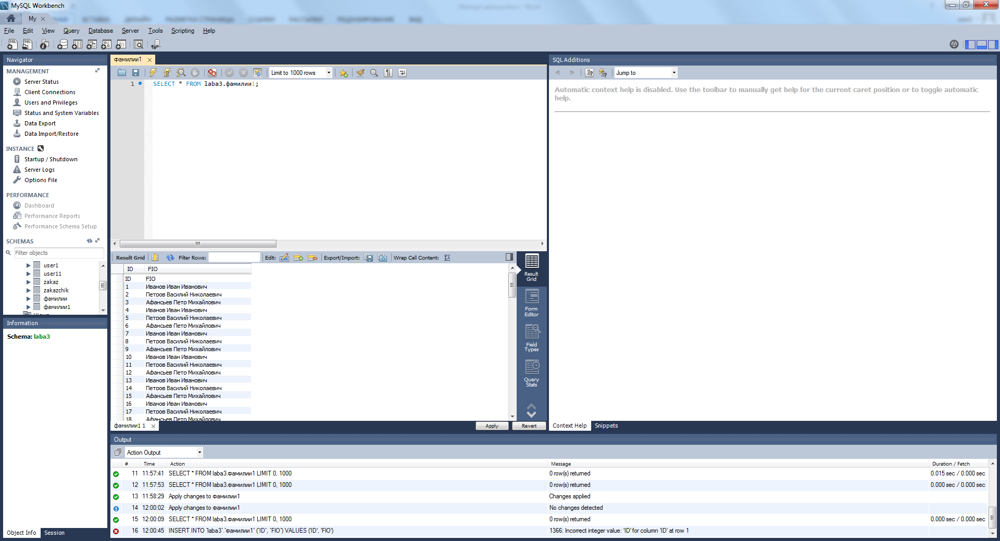 MySQL Workbench
My
File Edit View Query Database Server Tools Scripting Help
Navigator
MANAGEMENT
Server Status
Client Connections
Users and Privileges
Status and System Variables
Data Export
Data Import/Restore
INSTANCE
Startup / Shutdown
Server Logs
Options File
PERFORMANCE
Dashboard
Performance Reports
Performance Schema Setup
SCHEMAS
Filter objects
user1
user11
zakaz
zakazchik
фамилии
фамилии1
Views
Information
Schema: laba3
Object Info Session
фамилии1
Limit to 1000 rows
1 SELECT * FROM laba3.фамилии1;
Result Grid Filter Rows: Edit: Export/Import: Wrap Cell Content:
ID FIO
ID FIO
1 Иванов Иван Иванович
2 Петров Василий Николаевич
3 Афансьев Петр Михайлович
4 Иванов Иван Иванович
5 Петров Василий Николаевич
6 Афансьев Петр Михайлович
7 Иванов Иван Иванович
8 Петров Василий Николаевич
9 Афансьев Петр Михайлович
10 Иванов Иван Иванович
11 Петров Василий Николаевич
12 Афансьев Петр Михайлович
13 Иванов Иван Иванович
14 Петров Василий Николаевич
15 Афансьев Петр Михайлович
16 Иванов Иван Иванович
17 Петров Василий Николаевич
18 Афансьев Петр Михайлович
Result
Grid
Form
Editor
Field
Types
Query
Stats
фамилии1 1
Apply Revert
SQL Additions
Jump to
Automatic context help is disabled. Use the toolbar to manually get help for the current caret position or to toggle automatic
help.
Context Help Snippets
Output
Action Output
# Time Action Message Duration / Fetch
11 11:57:41 SELECT * FROM laba3.фамилии1 LIMIT 0, 1000 0 row(s) returned 0.015 sec / 0.000 sec
12 11:57:53 SELECT * FROM laba3.фамилии1 LIMIT 0, 1000 0 row(s) returned 0.000 sec / 0.000 sec
13 11:58:29 Apply changes to фамилии1 Changes applied
14 12:00:02 Apply changes to фамилии1 No changes detected
15 12:00:09 SELECT * FROM laba3.фамилии1 LIMIT 0, 1000 0 row(s) returned 0.000 sec / 0.000 sec
16 12:00:45 INSERT INTO `laba3`.`фамилии1` (`ID`, `FIO`) VALUES ('ID', 'FIO') 1366: Incorrect integer value: 'ID' for column 'ID' at row 1